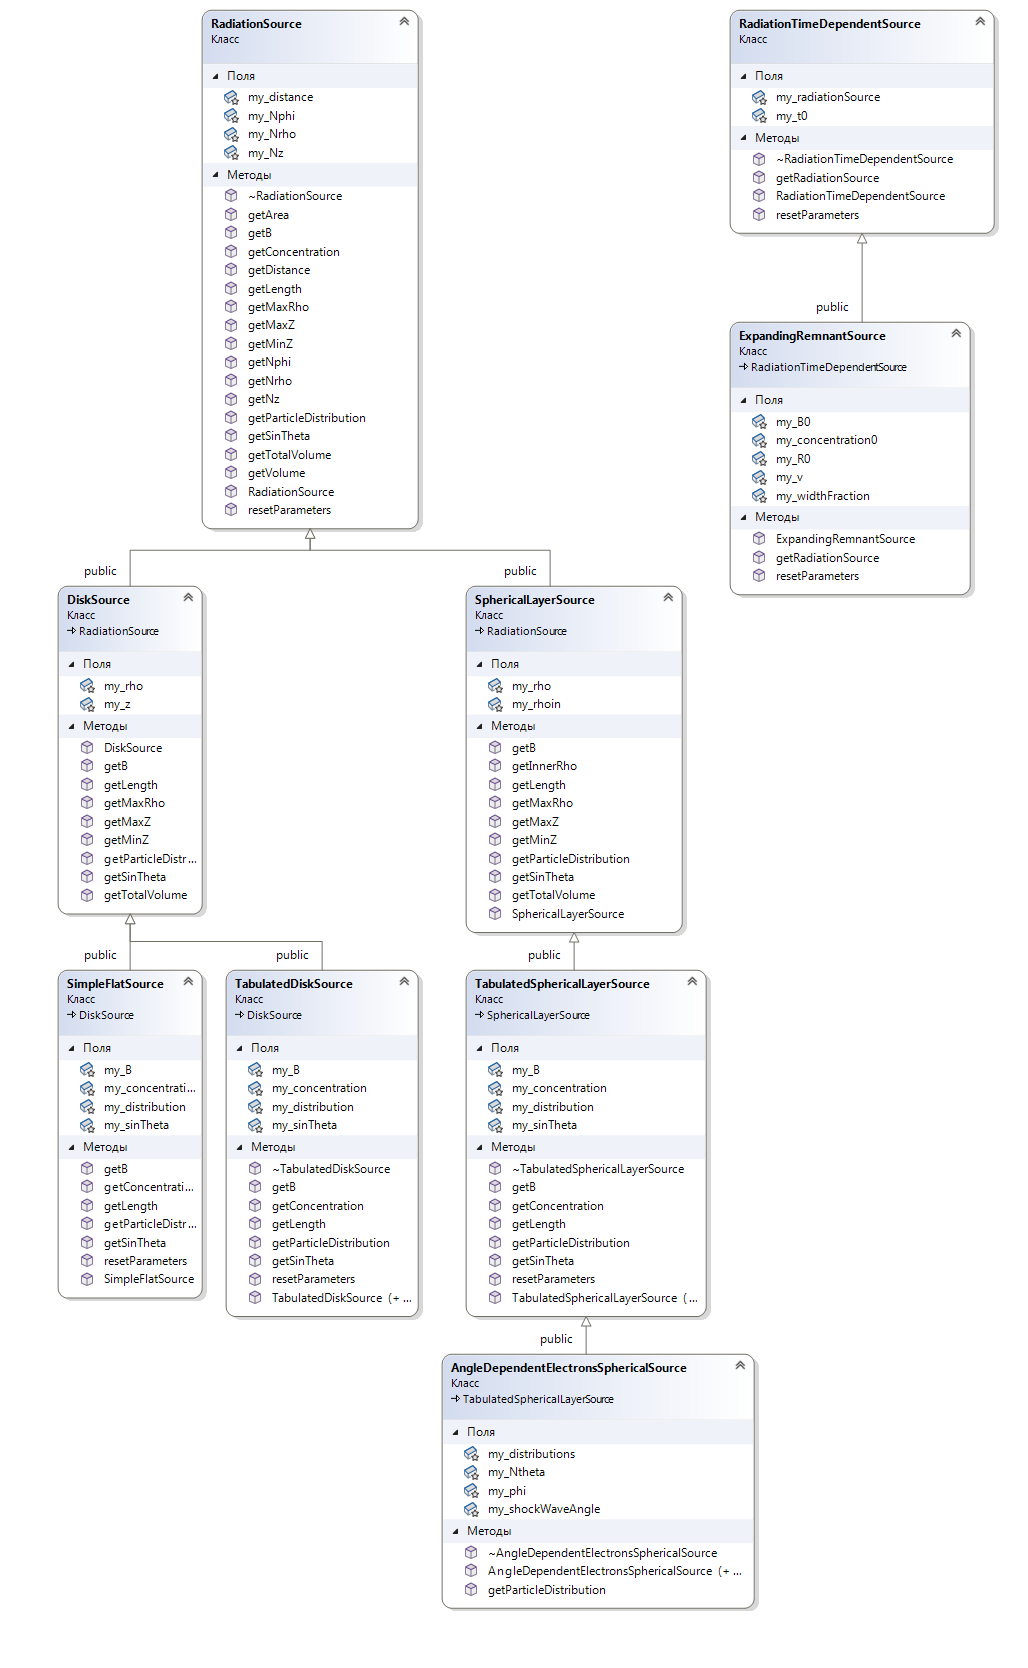 RadiationSource
Класс
Поля
my_distance
my_Nphi
my_Nrho
my_Nz
Методы
~RadiationSource
getArea
getB
getConcentration
getDistance
getLength
getMaxRho
getMaxZ
getMinZ
getNphi
getNrho
getNz
getParticleDistribution
getSinTheta
getTotalVolume
getVolume
RadiationSource
resetParameters
RadiationTimeDependentSource
Класс
Поля
my_radiationSource
my_t0
Методы
~RadiationTimeDependentSource
getRadiationSource
RadiationTimeDependentSource
resetParameters
public
ExpandingRemnantSource
Класс
RadiationTimeDependentSource
Поля
my_B0
my_concentration0
my_R0
my_v
my_widthFraction
Методы
ExpandingRemnantSource
getRadiationSource
resetParameters
public
DiskSource
Класс
RadiationSource
Поля
my_rho
my_z
Методы
DiskSource
getB
getLength
getMaxRho
getMaxZ
getMinZ
getParticleDistr...
getSinTheta
getTotalVolume
public
SphericalLayerSource
Класс
RadiationSource
Поля
my_rho
my_rhoin
Методы
getB
getInnerRho
getLength
getMaxRho
getMaxZ
getMinZ
getParticleDistribution
getSinTheta
getTotalVolume
SphericalLayerSource
public
SimpleFlatSource
Класс
DiskSource
Поля
my_B
my_concentrati...
my_distribution
my_sinTheta
Методы
getB
getConcentrati...
getLength
getParticleDistr...
getSinTheta
resetParameters
SimpleFlatSource
public
TabulatedDiskSource
Класс
DiskSource
Поля
my_B
my_concentration
my_distribution
my_sinTheta
Методы
~TabulatedDiskSource
getB
getConcentration
getLength
getParticleDistribution
getSinTheta
resetParameters
TabulatedDiskSource (+ ...
public
TabulatedSphericalLayerSource
Класс
SphericalLayerSource
Поля
my_B
my_concentration
my_distribution
my_sinTheta
Методы
~TabulatedSphericalLayerSource
getB
getConcentration
getLength
getParticleDistribution
getSinTheta
resetParameters
TabulatedSphericalLayerSource (...
public
AngleDependentElectronsSphericalSource
Класс
TabulatedSphericalLayerSource
Поля
my_distributions
my_Ntheta
my_phi
my_shockWaveAngle
Методы
~AngleDependentElectronsSphericalSource
AngleDependentElectronsSphericalSource (+ ...
getParticleDistribution